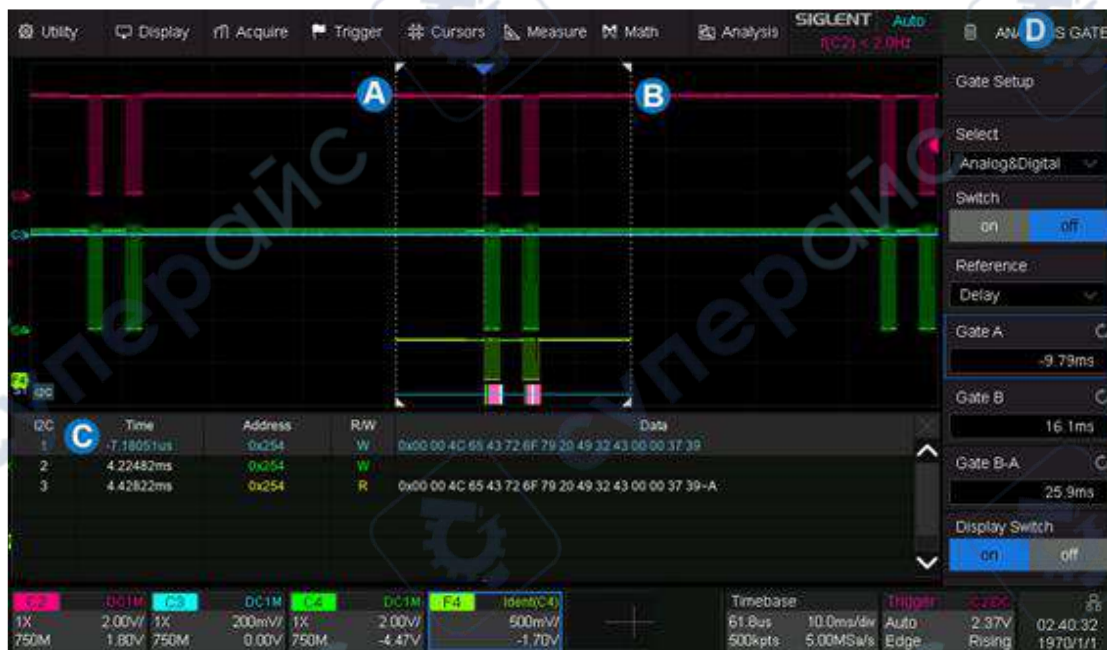 Utility Display Acquire Trigger Cursors Measure Math Analysis SIGLENT Auto
f(C2) < 2.0Hz
D
A
B
Gate Setup
Select
Analog&Digital
Switch
on off
Reference
Delay
Gate A
-9.79ms
Gate B
16.1ms
Gate B-A
25.9ms
Display Switch
on off
F4
S1 I2C
C
I2C Time Address R/W Data
1 -7.18051us 0x254 W 0x00 00 4C 65 43 72 6F 79 20 49 32 43 00 00 37 39
2 4.22482ms 0x254 W
3 4.42822ms 0x254 R 0x00 00 4C 65 43 72 6F 79 20 49 32 43 00 00 37 39~A
C2 DC1M C3 DC1M C4 DC1M F4 Ident(C4) Timebase Trigger C2 DC
1X 2.00V/ 1X 200mV/ 1X 2.00V/ 500mV/ 61.8us 10.0ms/div Auto 2.37V 02:40:32
750M 1.80V 750M 0.00V 750M -4.47V -1.70V 500kpts 5.00MSa/s Edge Rising 1970/1/1
суперайс
суперайс